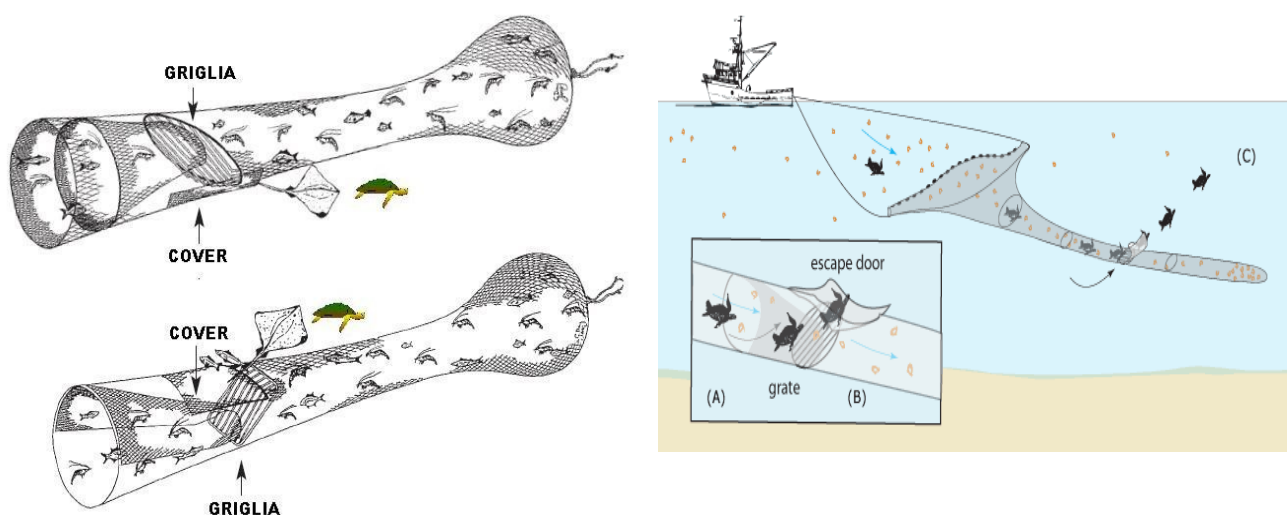 GRIGLIA
COVER
COVER
GRIGLIA
(C)
escape door
grate
(A)
(B)